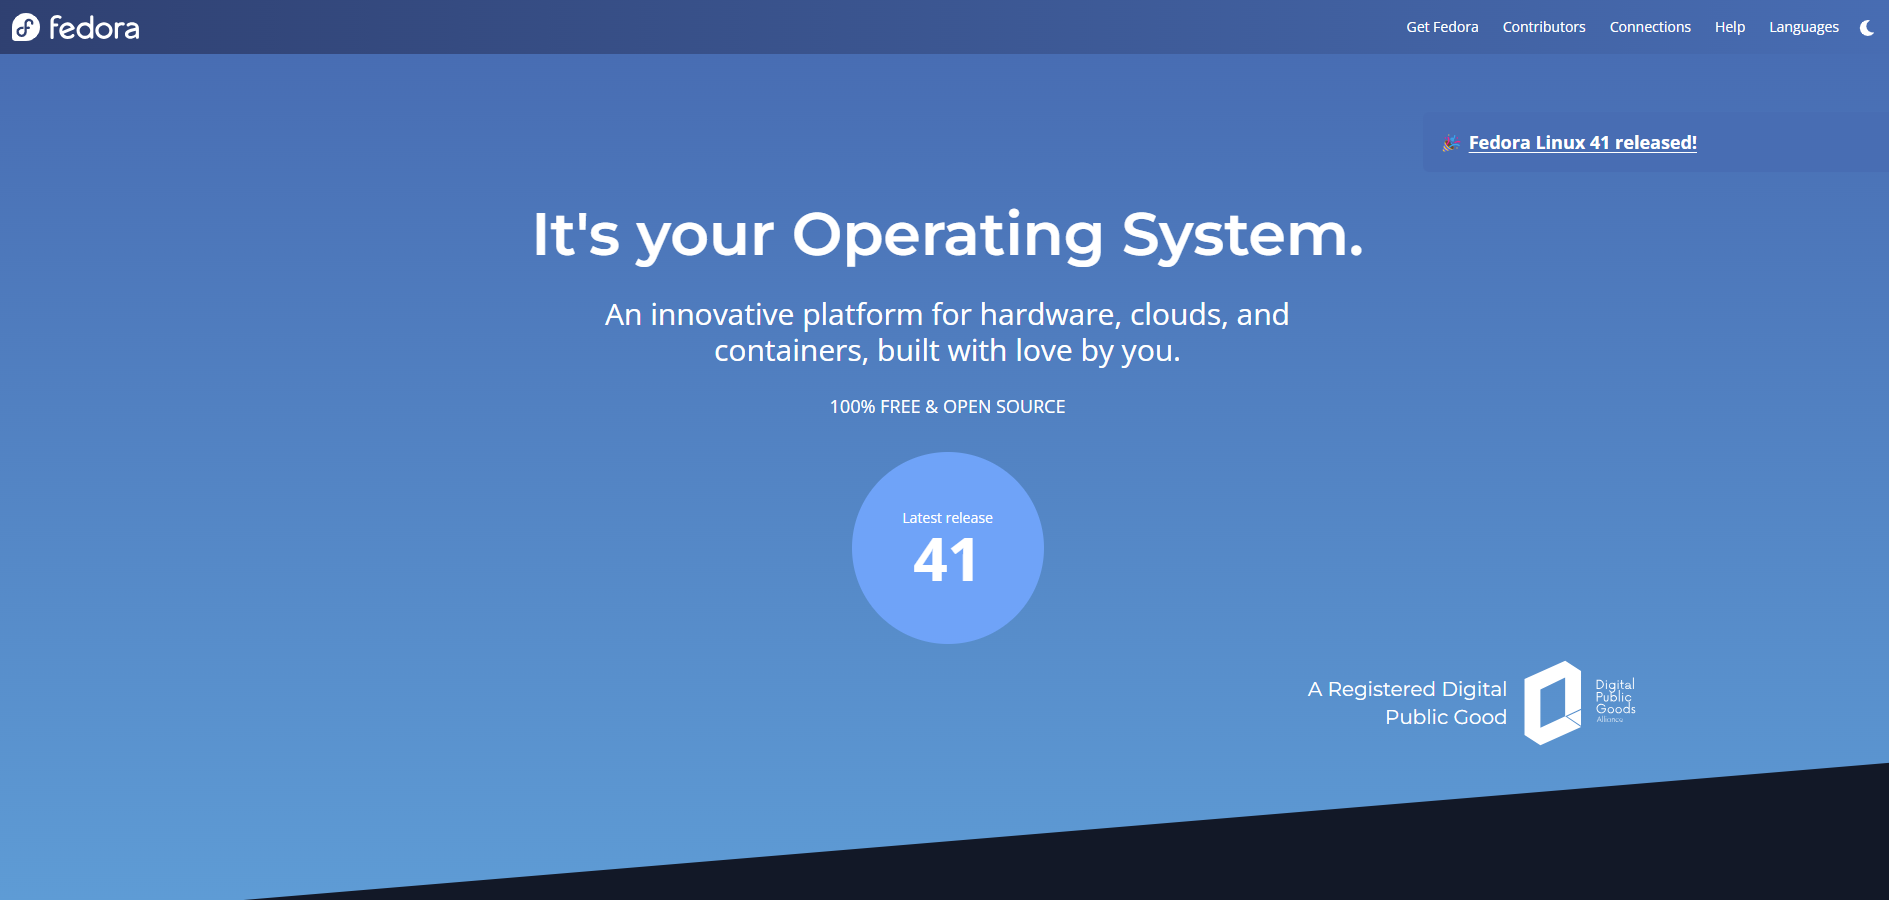 fedora
Get Fedora Contributors Connections Help Languages
Fedora Linux 41 released!
It's your Operating System.
An innovative platform for hardware, clouds, and
containers, built with love by you.
100% FREE & OPEN SOURCE
Latest release
41
A Registered Digital
Public Good
Digital
Public
Goods
Alliance